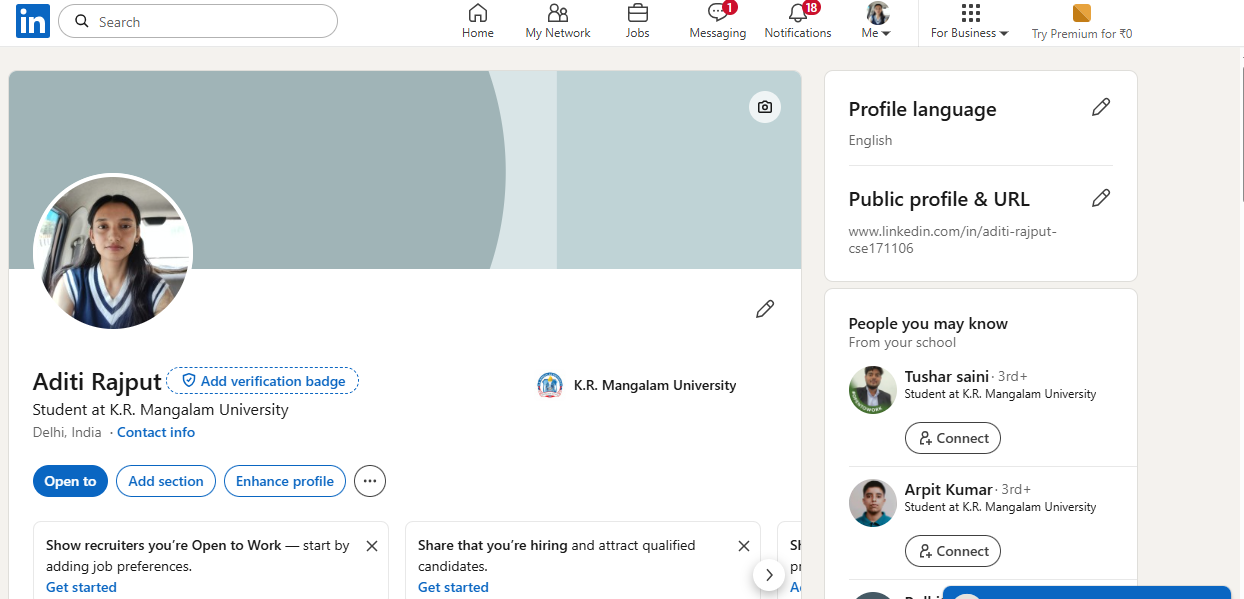 in
Search
Home
My Network
Jobs
1
Messaging
18
Notifications
Me
For Business
Try Premium for ₹0
Aditi Rajput
Add verification badge
Student at K.R. Mangalam University
Delhi, India · Contact info
K.R. Mangalam University
Open to
Add section
Enhance profile
Show recruiters you're Open to Work — start by
adding job preferences.
Get started
Share that you're hiring and attract qualified
candidates.
Get started
Profile language
English
Public profile & URL
www.linkedin.com/in/aditi-rajput-
cse171106
People you may know
From your school
Tushar saini · 3rd+
Student at K.R. Mangalam University
Connect
Arpit Kumar · 3rd+
Student at K.R. Mangalam University
Connect